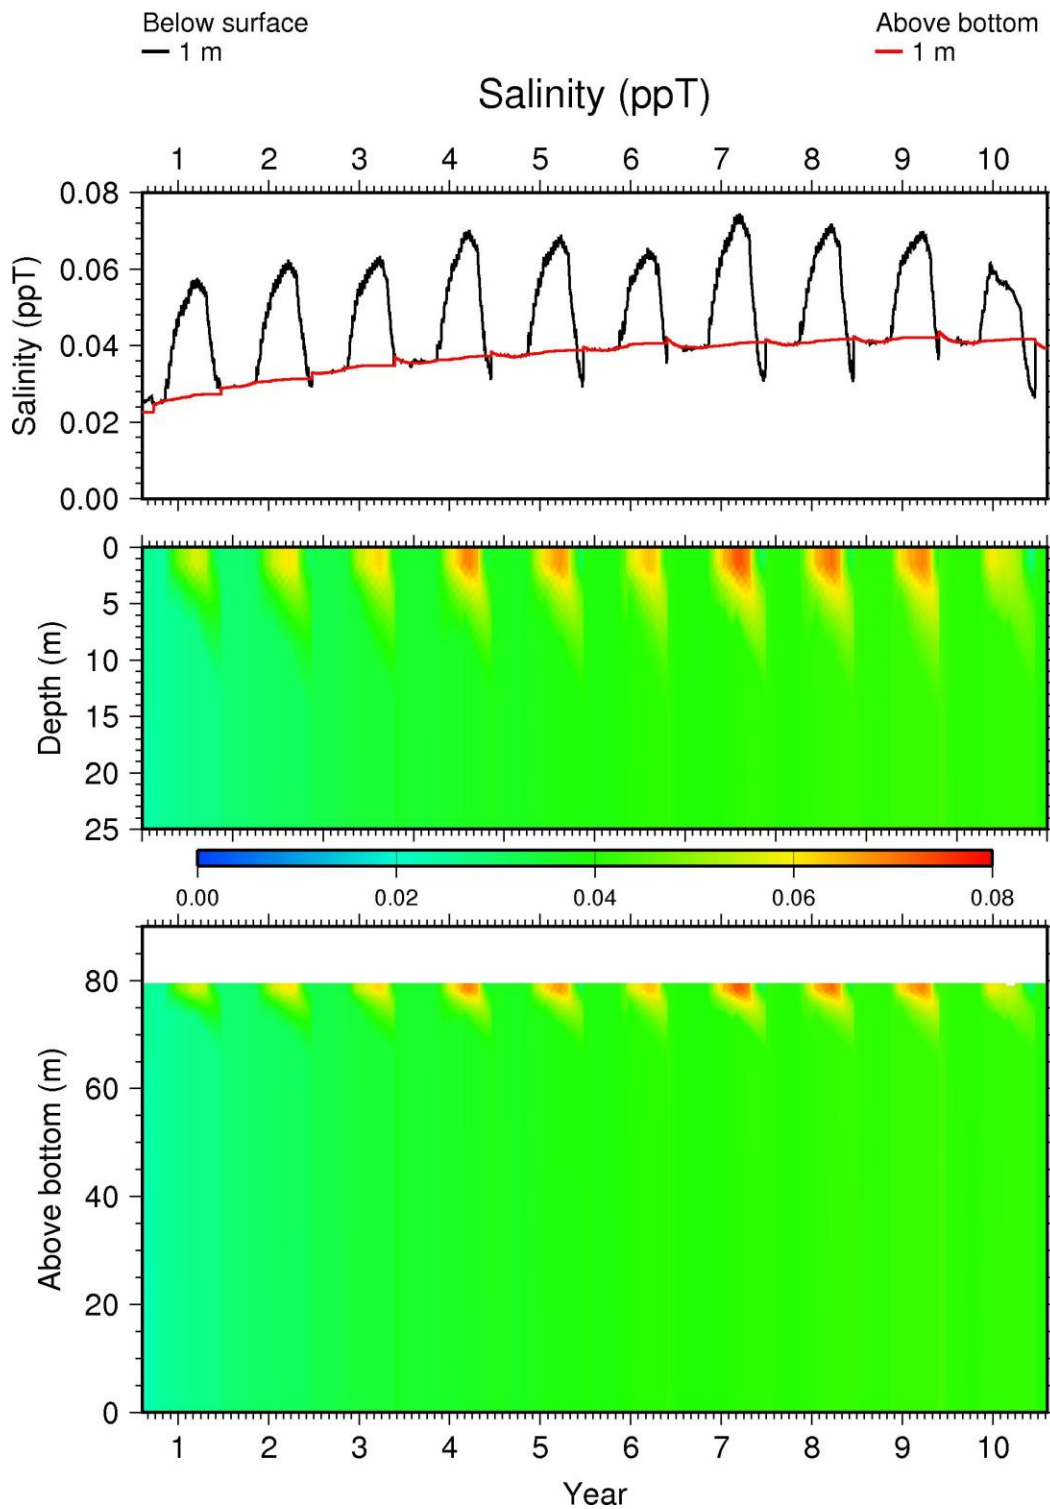 Below surface
1 m
Above bottom
1 m
Salinity (ppT)
1 2 3 4 5 6 7 8 9 10
0.08
0.06
0.04
0.02
0.00
Salinity (ppT)
0
5
10
15
20
25
Depth (m)
0.00 0.02 0.04 0.06 0.08
80
60
40
20
0
Above bottom (m)
1 2 3 4 5 6 7 8 9 10
Year